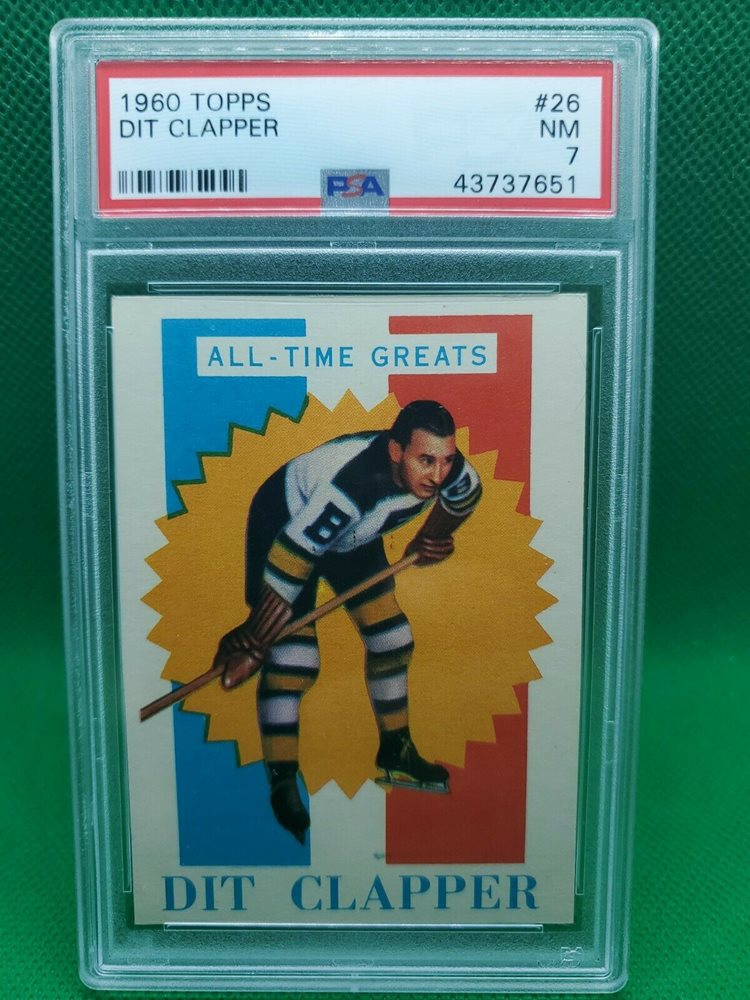 1960 TOPPS #26
DIT CLAPPER NM
7
PSA 43737651
ALL-TIME GREATS
B
DIT CLAPPER